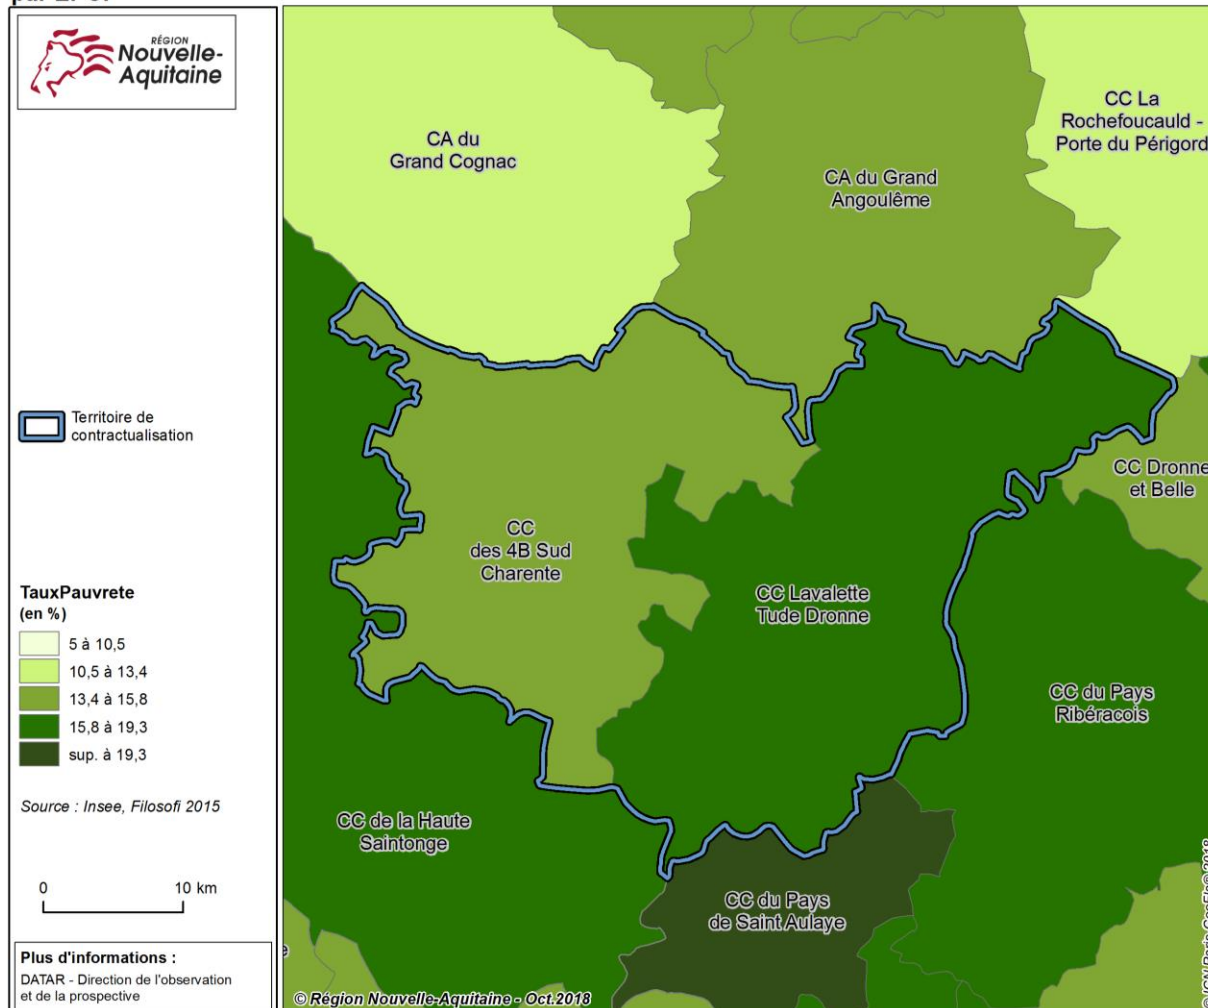 RÉGION
Nouvelle-
Aquitaine
Territoire de
contractualisation
TauxPauvrete
(en %)
5 à 10,5
10,5 à 13,4
13,4 à 15,8
15,8 à 19,3
sup. à 19,3
Source : Insee, Filosofi 2015
0 10 km
Plus d'informations :
DATAR - Direction de l'observation
et de la prospective
CA du
Grand Cognac
CA du Grand
Angoulême
CC La
Rochefoucauld -
Porte du Périgord
CC Dronne
et Belle
CC
des 4B Sud
Charente
CC Lavalette
Tude Dronne
CC du Pays
Ribéracois
CC de la Haute
Saintonge
CC du Pays
de Saint Aulaye
© Région Nouvelle-Aquitaine - Oct.2018